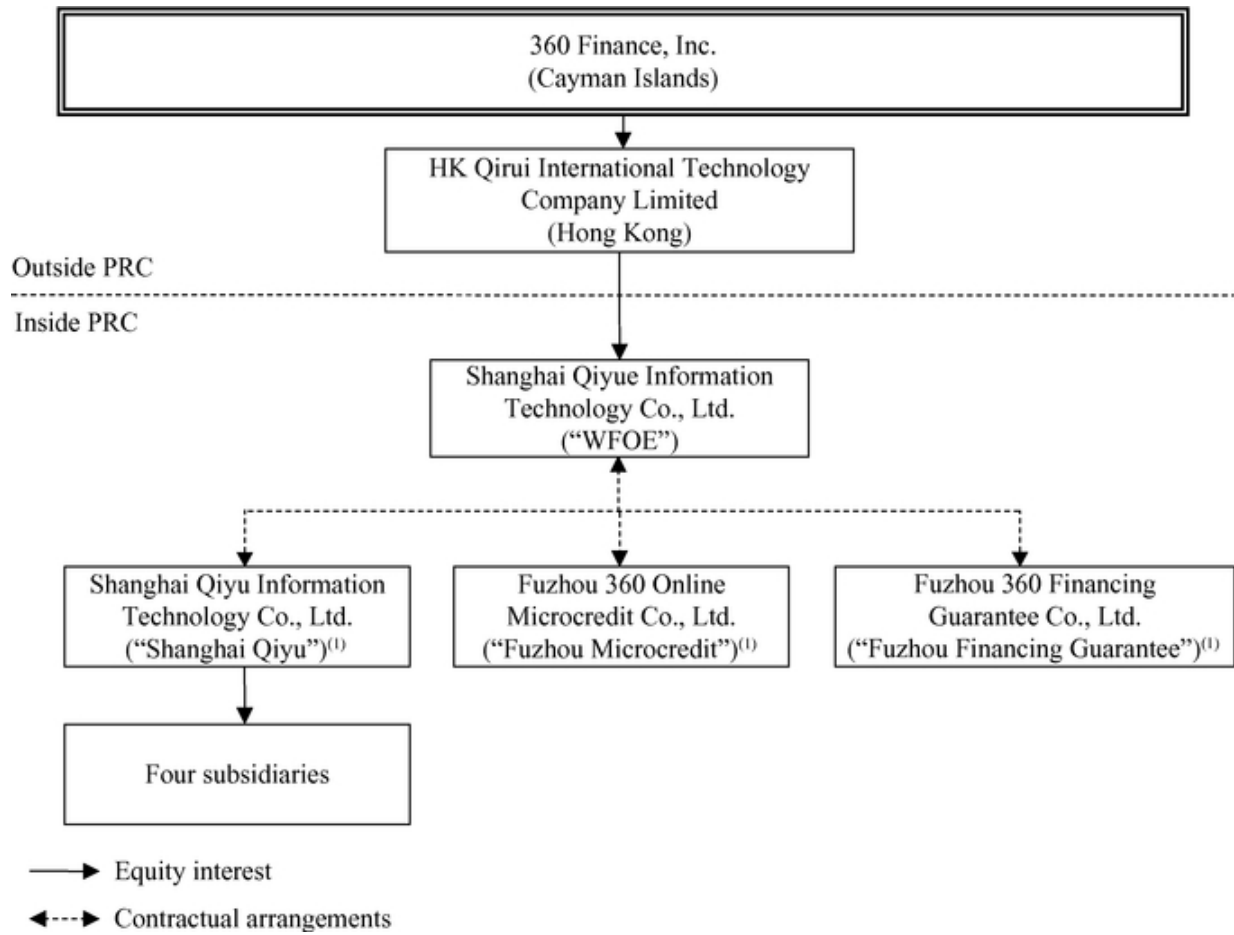 360 Finance, Inc.
(Cayman Islands)
HK Qirui International Technology
Company Limited
(Hong Kong)
Outside PRC
Inside PRC
Shanghai Qiyue Information
Technology Co., Ltd.
(“WFOE”)
Shanghai Qiyu Information
Technology Co., Ltd.
(“Shanghai Qiyu”)(1)
Fuzhou 360 Online
Microcredit Co., Ltd.
(“Fuzhou Microcredit”)(1)
Fuzhou 360 Financing
Guarantee Co., Ltd.
(“Fuzhou Financing Guarantee”)(1)
Four subsidiaries
Equity interest
Contractual arrangements